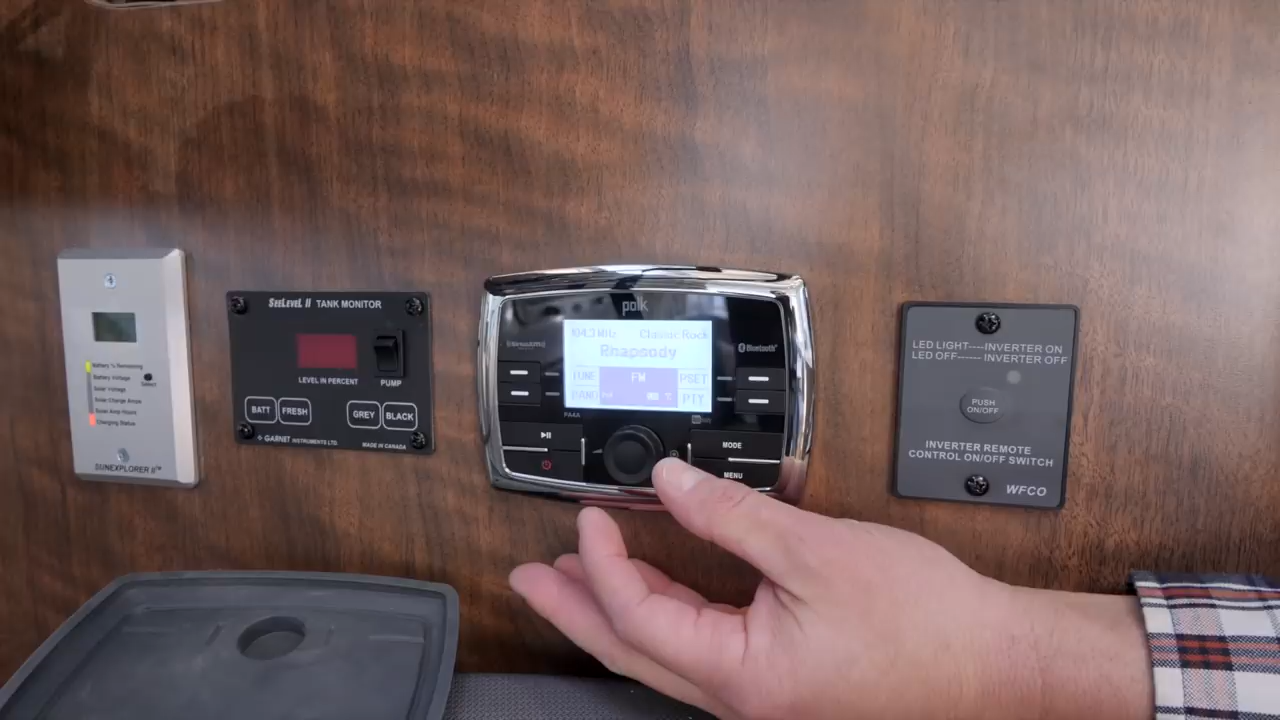 Battery % Remaining
Battery Voltage
Solar Voltage
Solar Charge Amps
Solar Amp Hours
Charging Status
Select
SUNEXPLORER II™
SEELEVEL II TANK MONITOR
LEVEL IN PERCENT
PUMP
BATT FRESH GREY BLACK
GARNET INSTRUMENTS LTD.
MADE IN CANADA
polk
SiriusXM
Bluetooth
104.3 MHz Classic Rock
Rhapsody
TUNE FM PSET
BAND PTY
PA4A
MODE
MENU
LED LIGHT----INVERTER ON
LED OFF------- INVERTER OFF
PUSH
ON/OFF
INVERTER REMOTE
CONTROL ON/OFF SWITCH
WFCO